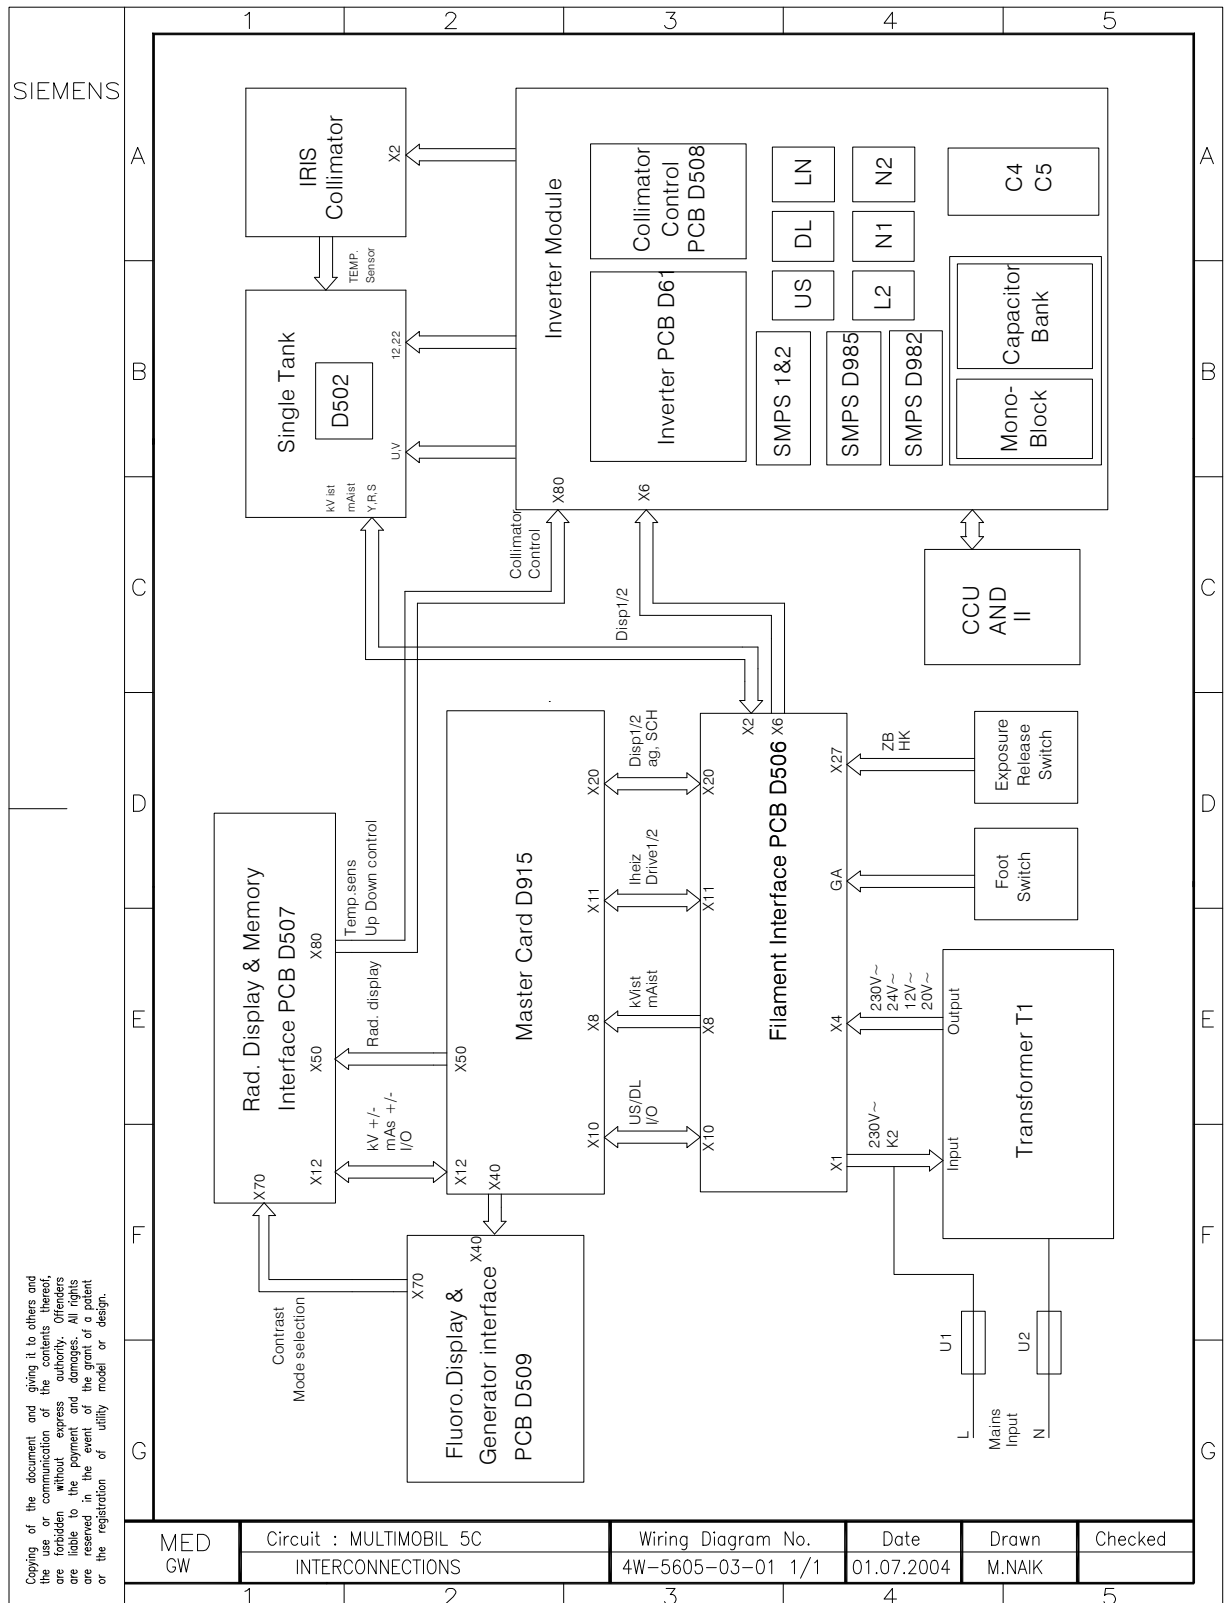 1
2
3
4
5
SIEMENS
A
B
C
D
E
F
G
A
B
C
D
E
F
G
IRIS
Collimator
X2
TEMP.
Sensor
Single Tank
D502
12,22
U,V
kV ist
mAist
Y,R,S
Inverter Module
Collimator
Control
PCB D508
Inverter PCB D61
LN
DL
US
N2
N1
L2
SMPS 1&2
SMPS D985
SMPS D982
C4
C5
Capacitor
Bank
Mono-
Block
X80
X6
Collimator
Control
Disp1/2
CCU
AND
II
Rad. Display & Memory
Interface PCB D507
X80
X50
X12
X70
Temp.sens
Up Down control
Rad. display
kV +/-
mAs +/-
I/O
Master Card D915
X20
X11
X8
X10
X50
X12
X40
Disp1/2
ag, SCH
Iheiz
Drive1/2
kVist
mAist
US/DL
I/O
Filament Interface PCB D506
X2
X6
X20
X11
X8
X10
X27
GA
X4
X1
ZB
HK
Exposure
Release
Switch
Foot
Switch
230V~
24V~
12V~
20V~
Output
230V~
K2
Input
Transformer T1
Fluoro.Display &
Generator interface
PCB D509
X40
X70
Contrast
Mode selection
U1
U2
L
N
Mains
Input
Copying of the document and giving it to others and
the use or communication of the contents thereof,
are forbidden without express authority. Offenders
are liable to the payment and damages. All rights
are reserved in the event of the grant of a patent
or the registration of utility model or design.
MED
GW
Circuit : MULTIMOBIL 5C
INTERCONNECTIONS
Wiring Diagram No.
4W-5605-03-01 1/1
Date
01.07.2004
Drawn
M.NAIK
Checked
1
2
3
4
5